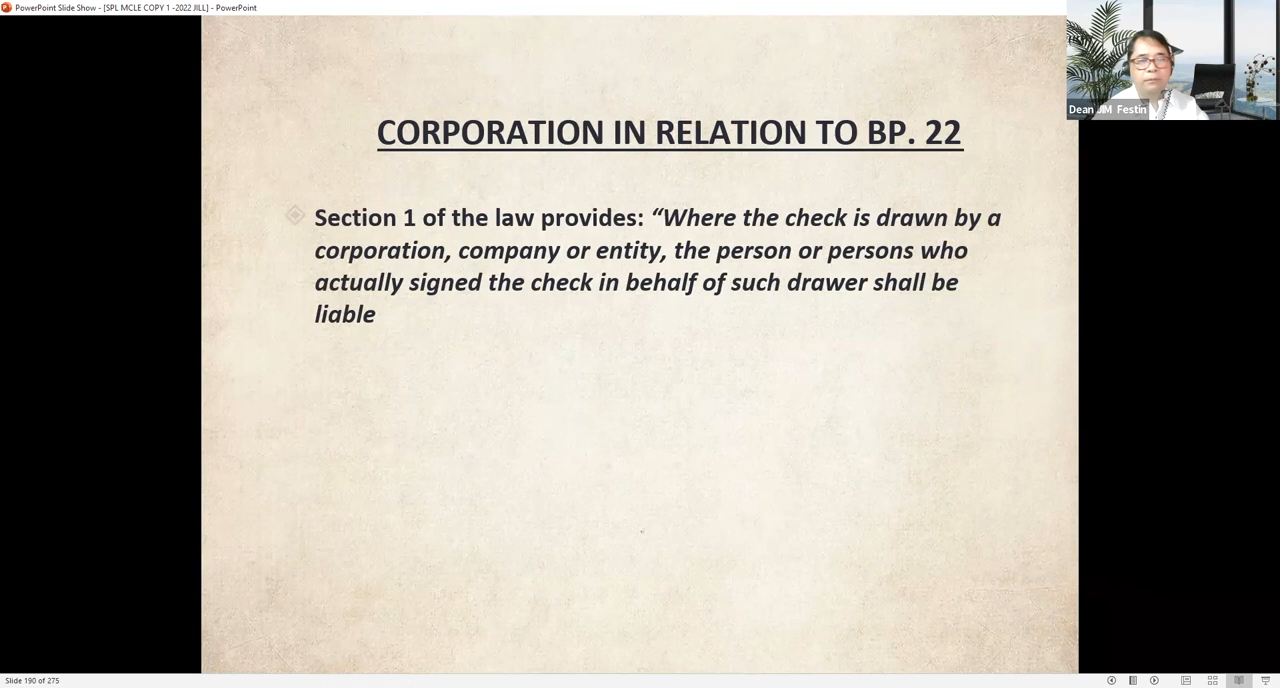 PowerPoint Slide Show - [SPL MCLE COPY 1 -2022 JILL] - PowerPoint
Dean JIM Festin
CORPORATION IN RELATION TO BP. 22
Section 1 of the law provides: “Where the check is drawn by a
corporation, company or entity, the person or persons who
actually signed the check in behalf of such drawer shall be
liable
Slide 190 of 275